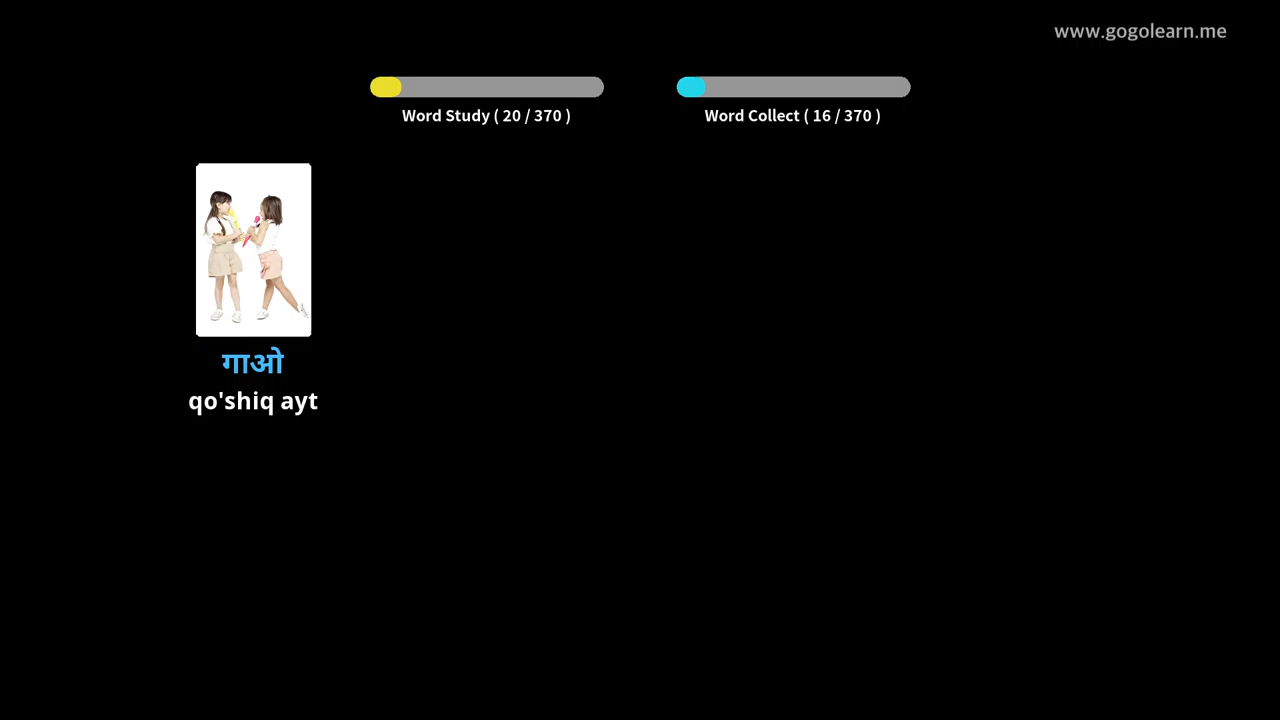 www.gogolearn.me
Word Study ( 20 / 370 )
Word Collect ( 16 / 370 )
गाओ
qo'shiq ayt